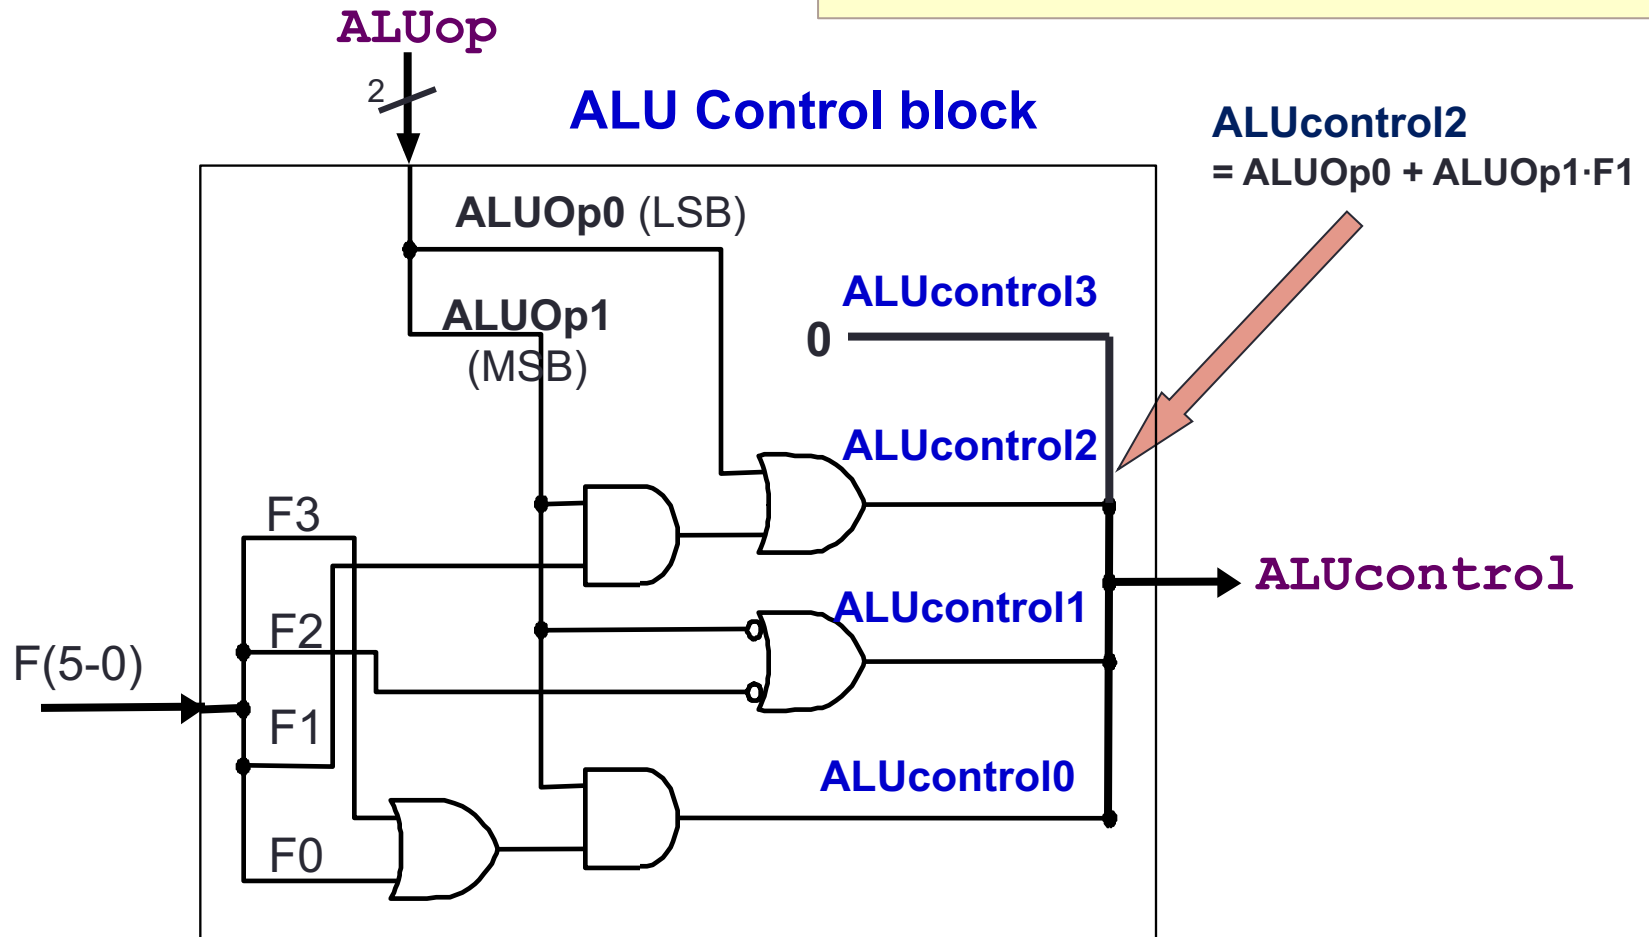 ALUop
2
ALU Control block
ALUcontrol2
= ALUOp0 + ALUOp1·F1
ALUOp0 (LSB)
ALUcontrol3
ALUOp1
(MSB)
0
ALUcontrol2
F3
ALUcontrol
ALUcontrol1
F2
F(5-0)
F1
ALUcontrol0
F0